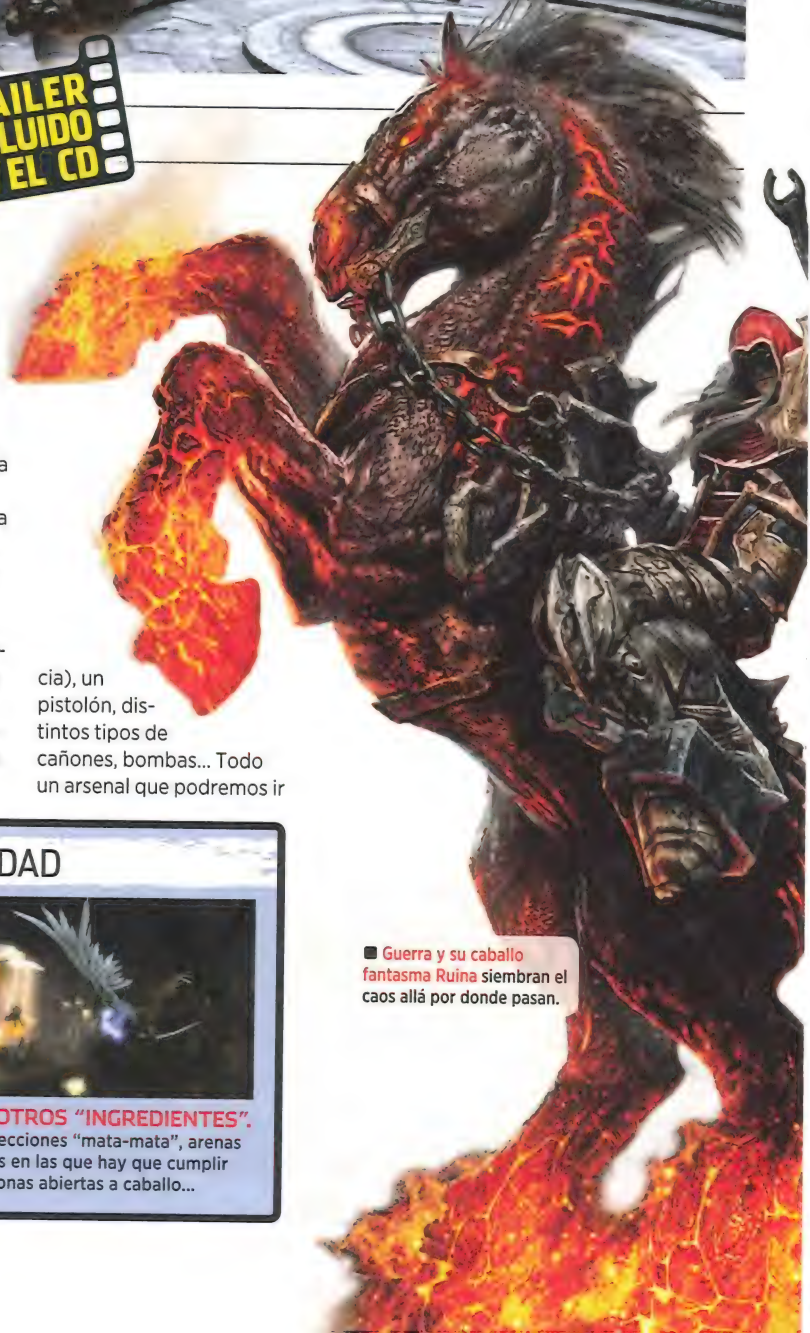 AILER
LUIDO
EL CD
a
a
cia), un
pistolón, dis-
tintos tipos de
cañones, bombas... Todo
un arsenal que podremos ir
DAD
OTROS "INGREDIENTES".
ecciones "mata-mata", arenas
s en las que hay que cumplir
onas abiertas a caballo...
Guerra y su caballo
fantasma Ruina siembran el
caos allá por donde pasan.